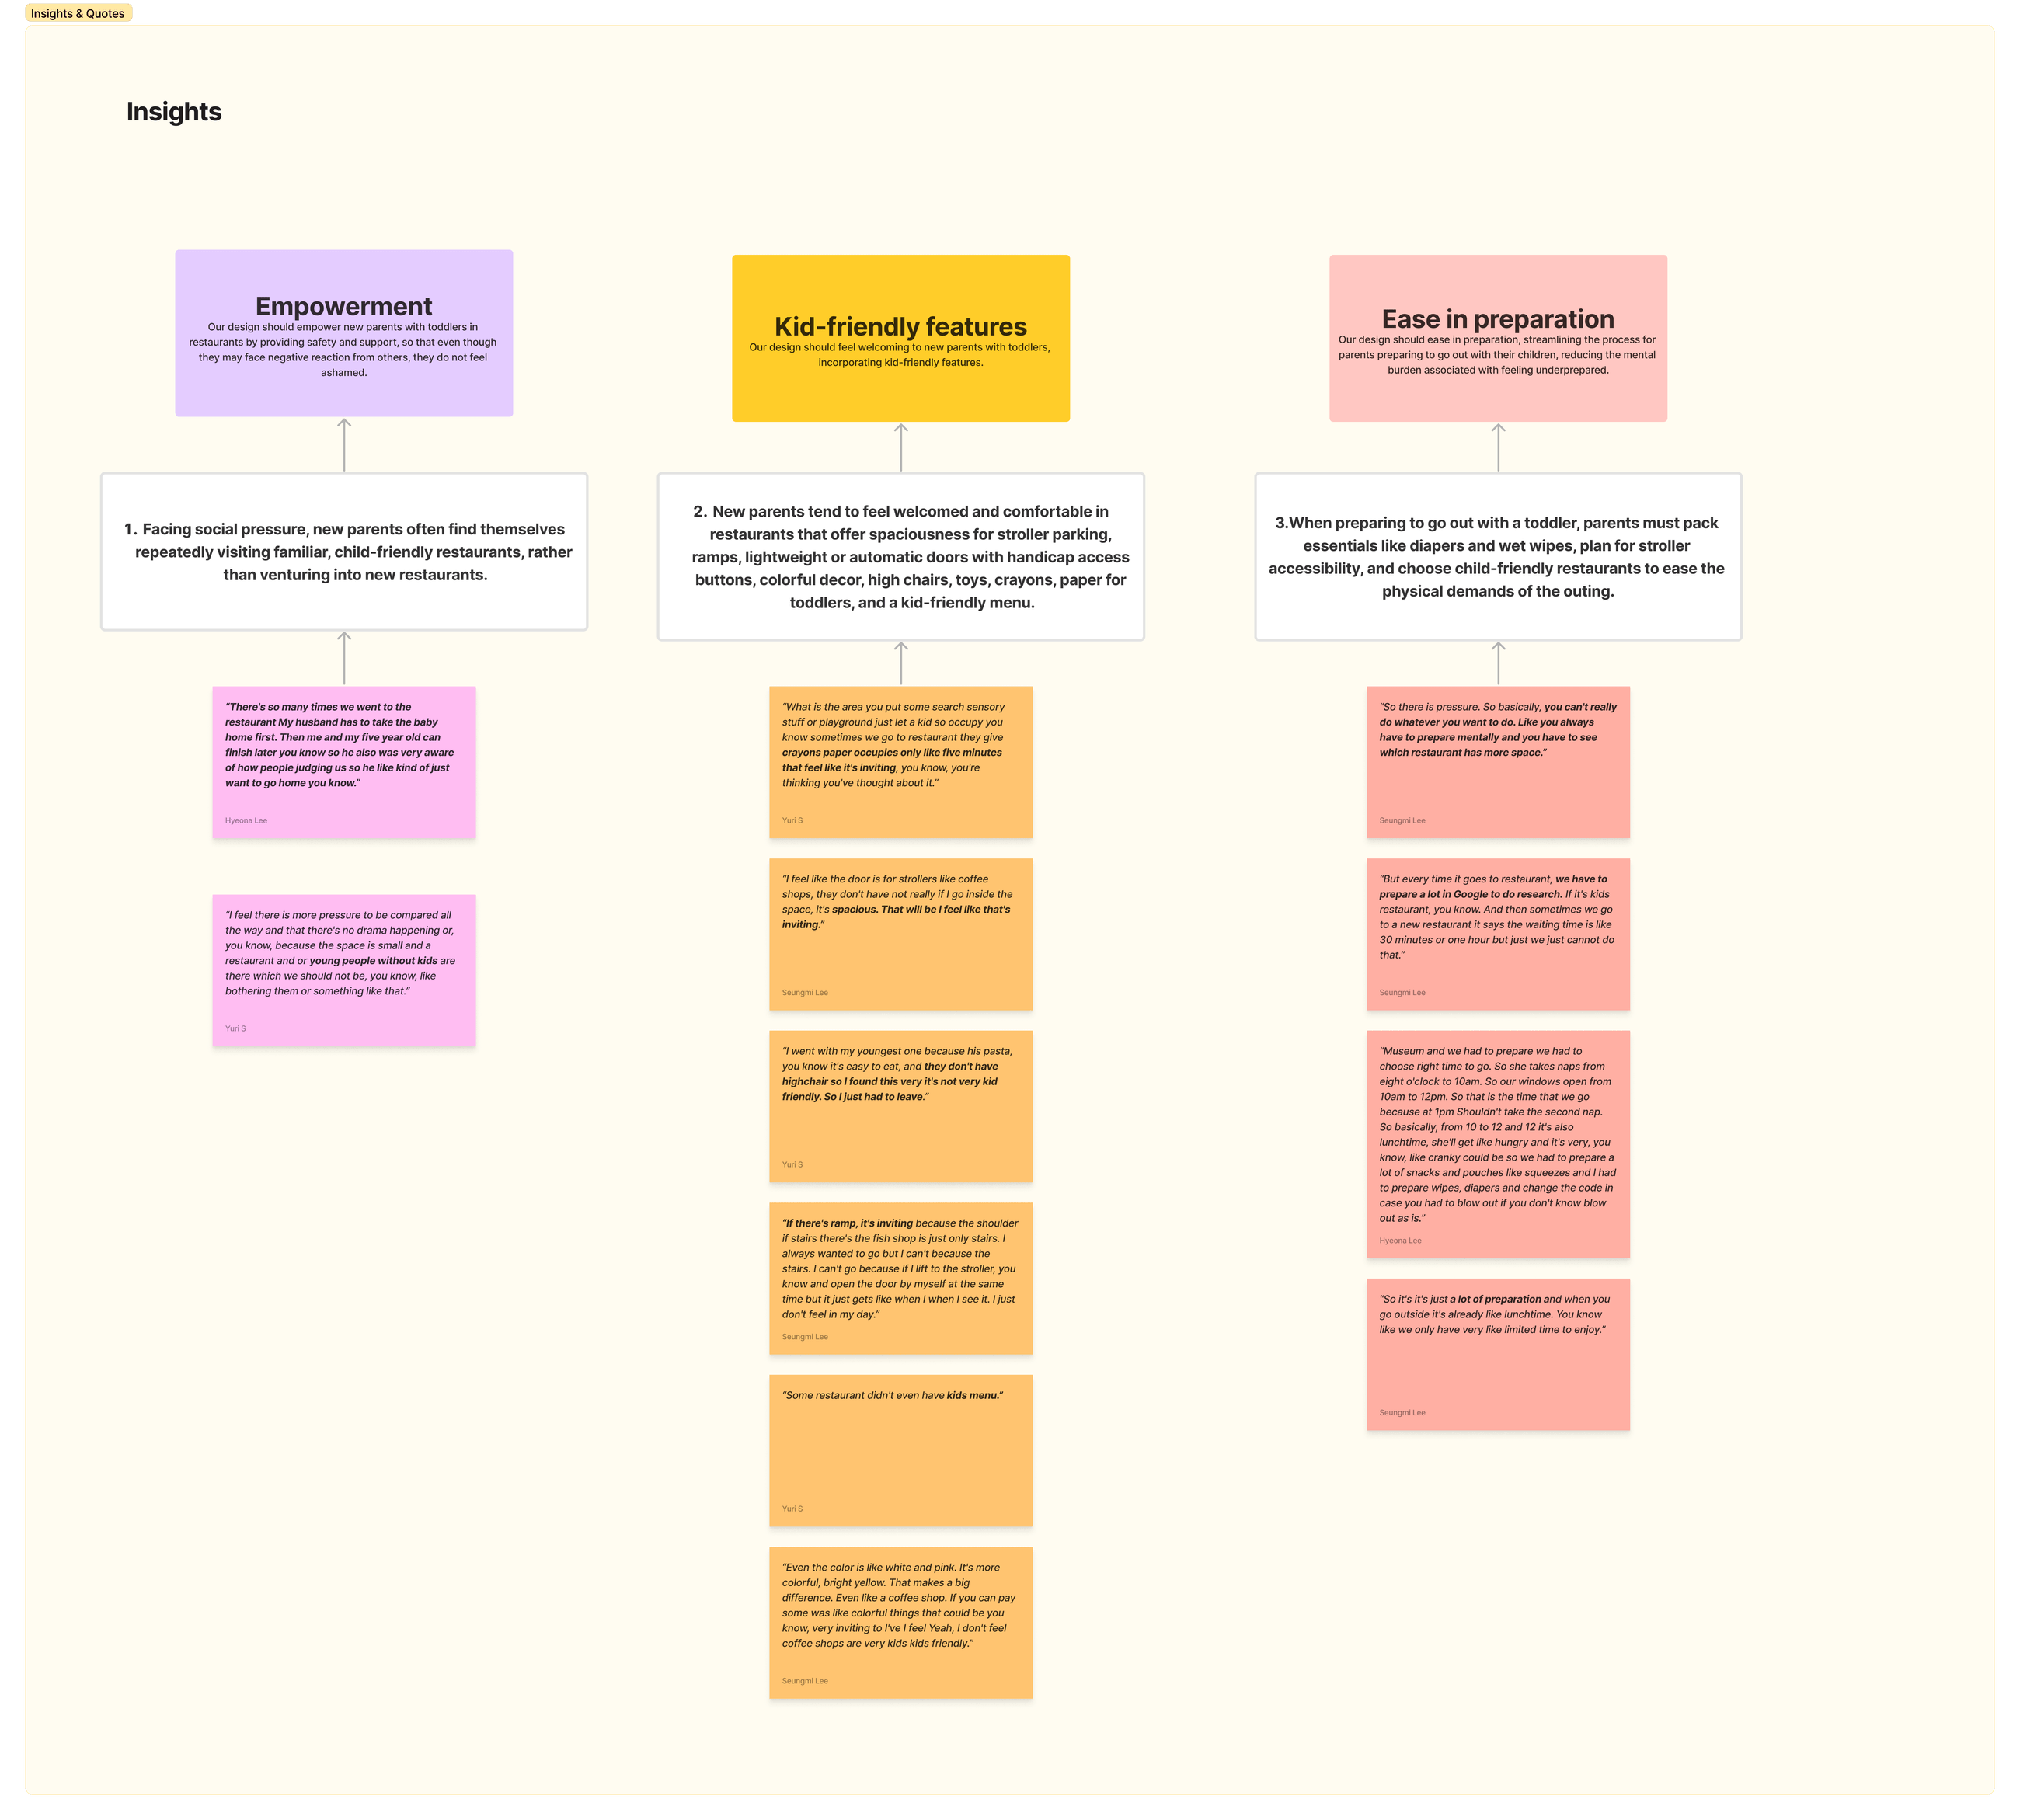 Insights & Quotes
Insights
Empowerment
Our design should empower new parents with toddlers in
restaurants by providing safety and support, so that even though
they may face negative reaction from others, they do not feel
ashamed.
1. Facing social pressure, new parents often find themselves
repeatedly visiting familiar, child-friendly restaurants, rather
than venturing into new restaurants.
“There's so many times we went to the
restaurant My husband has to take the baby
home first. Then me and my five year old can
finish later you know so he also was very aware
of how people judging us so he like kind of just
want to go home you know.”
Hyeona Lee
“I feel there is more pressure to be compared all
the way and that there's no drama happening or,
you know, because the space is small and a
restaurant and or young people without kids are
there which we should not be, you know, like
bothering them or something like that.”
Yuri S
Kid-friendly features
Our design should feel welcoming to new parents with toddlers,
incorporating kid-friendly features.
2. New parents tend to feel welcomed and comfortable in
restaurants that offer spaciousness for stroller parking,
ramps, lightweight or automatic doors with handicap access
buttons, colorful decor, high chairs, toys, crayons, paper for
toddlers, and a kid-friendly menu.
“What is the area you put some search sensory
stuff or playground just let a kid so occupy you
know sometimes we go to restaurant they give
crayons paper occupies only like five minutes
that feel like it's inviting, you know, you're
thinking you've thought about it.”
Yuri S
“I feel like the door is for strollers like coffee
shops, they don't have not really if I go inside the
space, it's spacious. That will be I feel like that's
inviting.”
Seungmi Lee
“I went with my youngest one because his pasta,
you know it's easy to eat, and they don't have
highchair so I found this very it's not very kid
friendly. So I just had to leave.”
Yuri S
“If there's ramp, it's inviting because the shoulder
if stairs there's the fish shop is just only stairs. I
always wanted to go but I can't because the
stairs. I can't go because if I lift to the stroller, you
know and open the door by myself at the same
time but it just gets like when I when I see it. I just
don't feel in my day.”
Seungmi Lee
“Some restaurant didn't even have kids menu.”
Yuri S
“Even the color is like white and pink. It's more
colorful, bright yellow. That makes a big
difference. Even like a coffee shop. If you can pay
some was like colorful things that could be you
know, very inviting to I've I feel Yeah, I don't feel
coffee shops are very kids kids friendly.”
Seungmi Lee
Ease in preparation
Our design should ease in preparation, streamlining the process for
parents preparing to go out with their children, reducing the mental
burden associated with feeling underprepared.
3.When preparing to go out with a toddler, parents must pack
essentials like diapers and wet wipes, plan for stroller
accessibility, and choose child-friendly restaurants to ease the
physical demands of the outing.
“So there is pressure. So basically, you can't really
do whatever you want to do. Like you always
have to prepare mentally and you have to see
which restaurant has more space.”
Seungmi Lee
“But every time it goes to restaurant, we have to
prepare a lot in Google to do research. If it's kids
restaurant, you know. And then sometimes we go
to a new restaurant it says the waiting time is like
30 minutes or one hour but just we just cannot do
that.”
Seungmi Lee
“Museum and we had to prepare we had to
choose right time to go. So she takes naps from
eight o'clock to 10am. So our windows open from
10am to 12pm. So that is the time that we go
because at 1pm Shouldn't take the second nap.
So basically, from 10 to 12 and 12 it's also
lunchtime, she'll get like hungry and it's very, you
know, like cranky could be so we had to prepare a
lot of snacks and pouches like squeezes and I had
to prepare wipes, diapers and change the code in
case you had to blow out if you don't know blow
out as is.”
Hyeona Lee
“So it's it's just a lot of preparation and when you
go outside it's already like lunchtime. You know
like we only have very like limited time to enjoy.”
Seungmi Lee